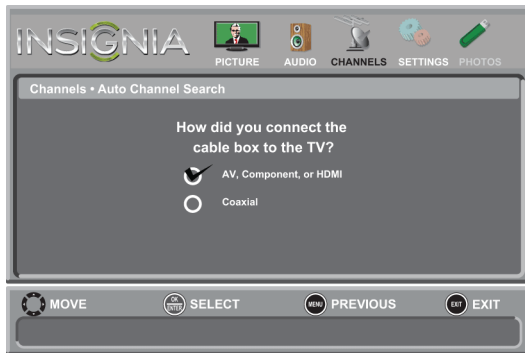 INSIGNIA
PICTURE AUDIO CHANNELS SETTINGS PHOTOS
Channels • Auto Channel Search
How did you connect the
cable box to the TV?
AV, Component, or HDMI
Coaxial
MOVE OK ENTER SELECT MENU PREVIOUS EXIT EXIT